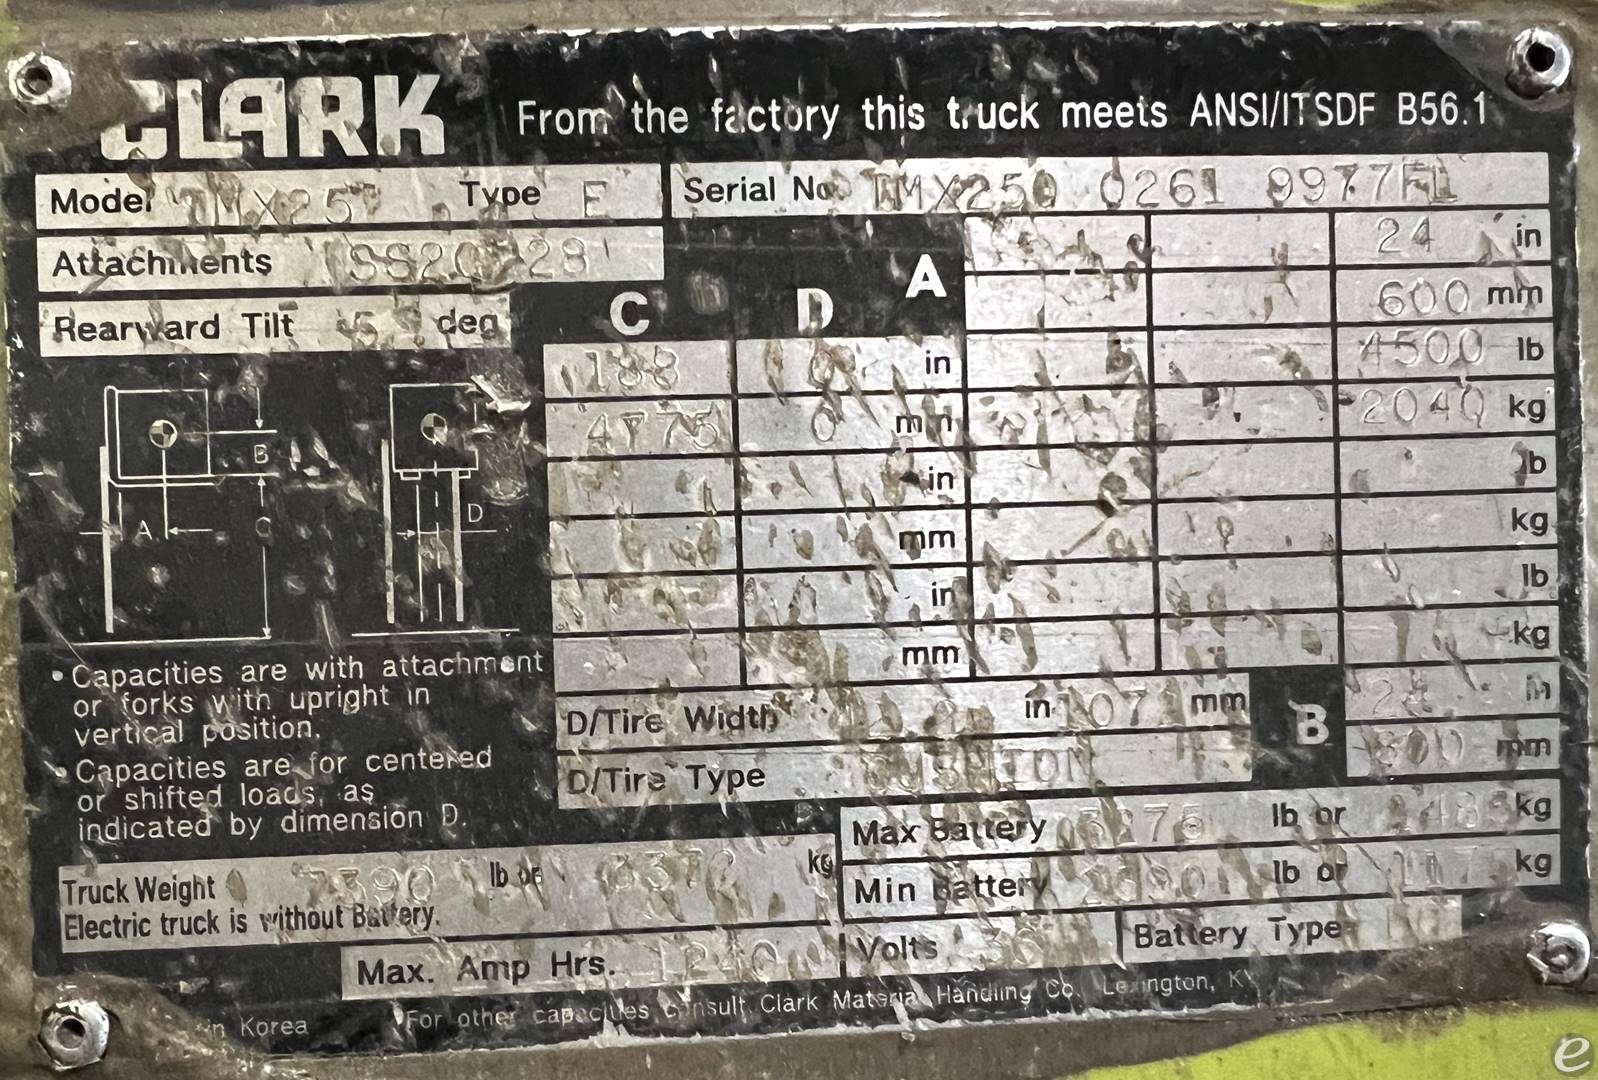 CLARK From the factory this truck meets ANSI/ITSDF B56.1
Model TMX25 Type E Serial No. TMX250 0261 9977FL
Attachments
Rearward Tilt 5 deg
A 24 in
600 mm
C D
188 0 in 4500 lb
4775 0 mm 2040 kg
in lb
mm kg
in lb
mm kg
B
A C D
• Capacities are with attachment
or forks with upright in
vertical position.
• Capacities are for centered
or shifted loads, as
indicated by dimension D.
D/Tire Width in 1071 mm
B 24 in
600 mm
D/Tire Type
Max Battery 3275 lb or kg
Min Battery lb or kg
Truck Weight 7390 lb or kg
Electric truck is without Battery.
Max. Amp Hrs. 1240 Volts 36 Battery Type
For other capacities consult Clark Material Handling Co. Lexington, KY
in Korea
e